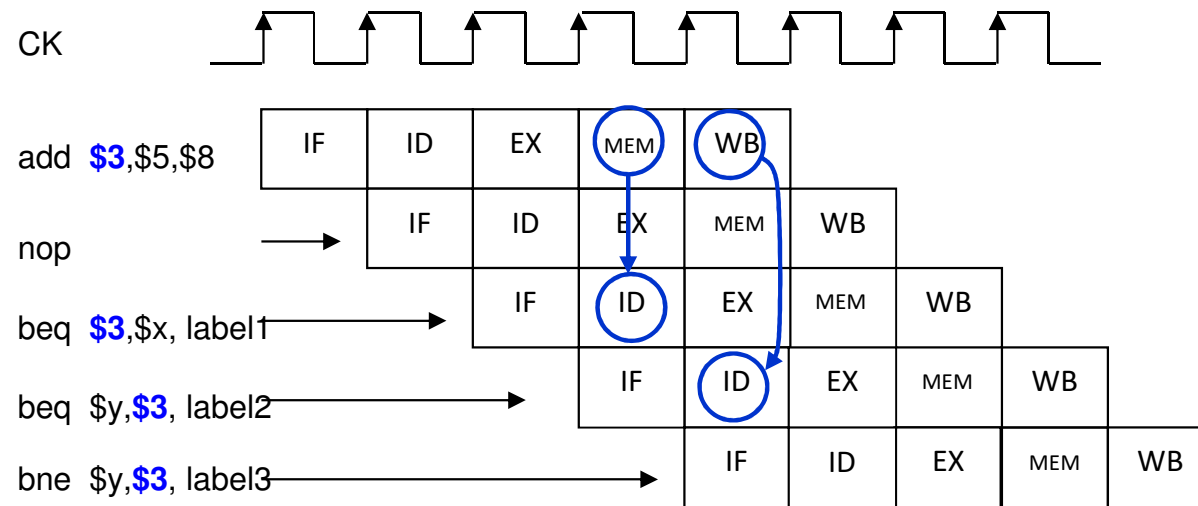 CK
add $3,$5,$8 IF ID EX MEM WB
nop IF ID EX MEM WB
beq $3,$x, label1 IF ID EX MEM WB
beq $y,$3, label2 IF ID EX MEM WB
bne $y,$3, label3 IF ID EX MEM WB